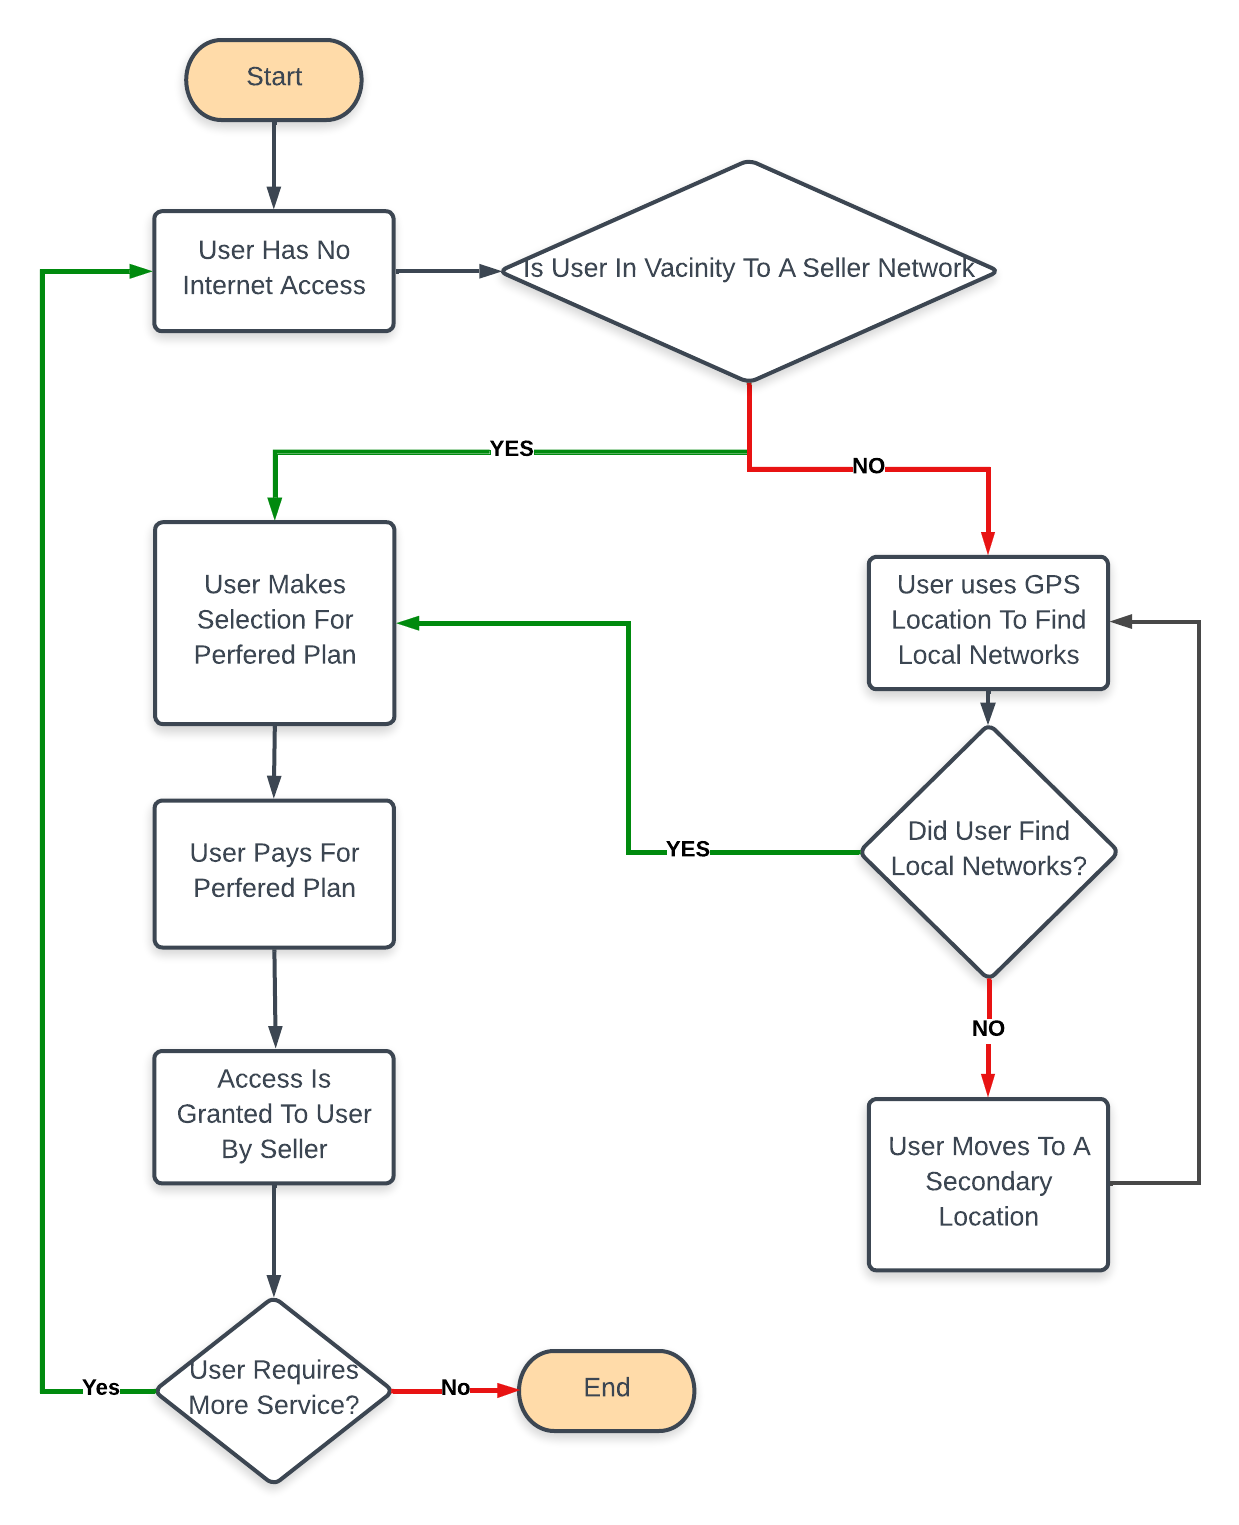 Start
User Has No
Internet Access
Is User In Vacinity To A Seller Network
YES
NO
User Makes
Selection For
Perfered Plan
User uses GPS
Location To Find
Local Networks
User Pays For
Perfered Plan
YES
Did User Find
Local Networks?
NO
Access Is
Granted To User
By Seller
User Moves To A
Secondary
Location
User Requires
More Service?
Yes
No
End